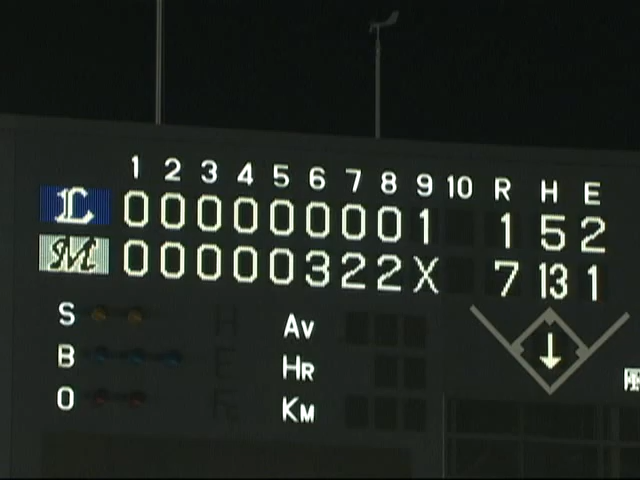 1 2 3 4 5 6 7 8 9 10 R H E
L 0 0 0 0 0 0 0 0 1 1 5 2
M 0 0 0 0 0 3 2 2 X 7 13 1
S H AV
B E HR
O Fc KM